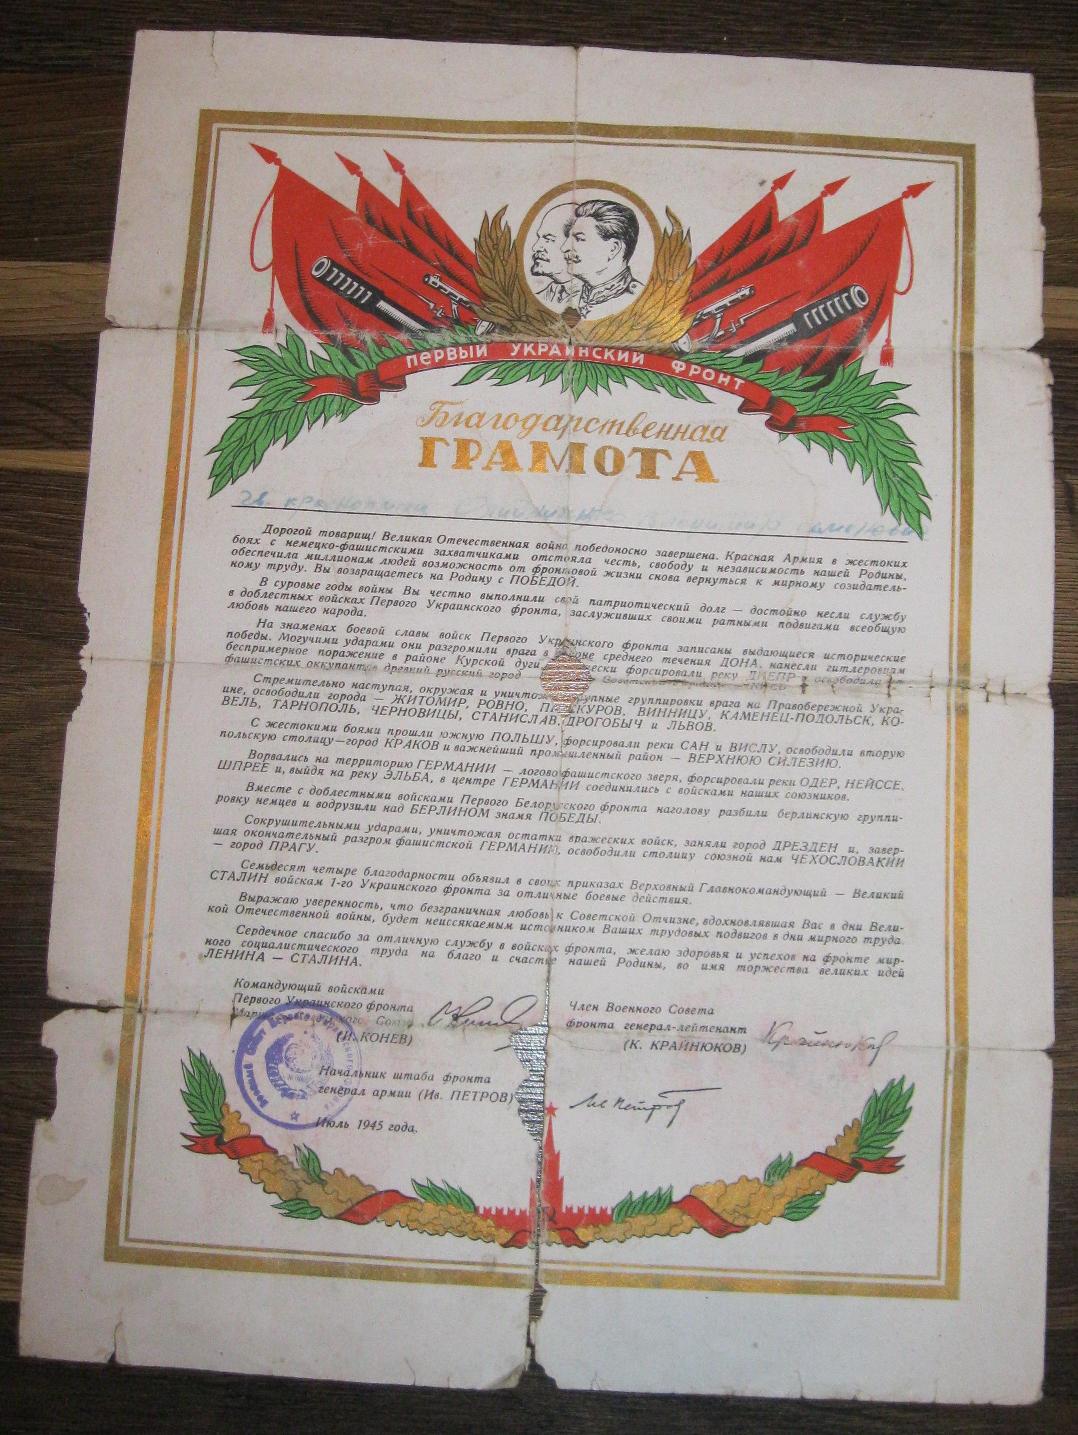 ПЕРВЫЙ УКРАИНСКИЙ ФРОНТ
Благодарственная
ГРАМОТА
Дорогой товарищ! Великая Отечественная война победоносно завершена. Красная Армия в жестоких
боях с немецко-фашистскими захватчиками отстояла честь, свободу и независимость нашей Родины,
обеспечила миллионам людей возможность от фронтовой жизни снова вернуться к мирному созидатель-
ному труду. Вы возвращаетесь на Родину с ПОБЕДОЙ.
В суровые годы войны Вы честно выполнили свой патриотический долг — достойно несли службу
в доблестных войсках Первого Украинского фронта, заслуживших своими ратными подвигами всеобщую
любовь нашего народа.
На знаменах боевой славы войск Первого Украинского фронта записаны выдающиеся исторические
победы. Могучими ударами они разгромили врага в районе среднего течения ДОНА, нанесли гитлеровцам
беспримерное поражение в районе Курской дуги, форсировали реку ДНЕПР и освободили от
фашистских оккупантов древний русский город
Стремительно наступая, окружая и уничтожая крупные группировки врага на Правобережной Укра-
ине, освободили города — ЖИТОМИР, РОВНО, ПРОСКУРОВ, ВИННИЦУ, КАМЕНЕЦ-ПОДОЛЬСК, КО-
ВЕЛЬ, ТАРНОПОЛЬ, ЧЕРНОВИЦЫ, СТАНИСЛАВ, ДРОГОБЫЧ и ЛЬВОВ.
С жестокими боями прошли южную ПОЛЬШУ, форсировали реки САН и ВИСЛУ, освободили вторую
польскую столицу—город КРАКОВ и важнейший промышленный район — ВЕРХНЮЮ СИЛЕЗИЮ.
Ворвались на территорию ГЕРМАНИИ — логово фашистского зверя, форсировали реки ОДЕР, НЕЙССЕ,
ШПРЕЕ и, выйдя на реку ЭЛЬБА, в центре ГЕРМАНИИ соединились с войсками наших союзников.
Вместе с доблестными войсками Первого Белорусского фронта наголову разбили берлинскую группи-
ровку немцев и водрузили над БЕРЛИНОМ знамя ПОБЕДЫ.
Сокрушительными ударами, уничтожая остатки вражеских войск, заняли город ДРЕЗДЕН и, завер-
шая окончательный разгром фашистской ГЕРМАНИИ, освободили столицу союзной нам ЧЕХОСЛОВАКИИ
— город ПРАГУ.
Семьдесят четыре благодарности объявил в своих приказах Верховный Главнокомандующий — Великий
СТАЛИН войскам 1-го Украинского фронта за отличные боевые действия.
Выражаю уверенность, что безграничная любовь к Советской Отчизне, вдохновлявшая Вас в дни Вели-
кой Отечественной войны, будет неиссякаемым источником Ваших трудовых подвигов в дни мирного труда.
Сердечное спасибо за отличную службу в войсках фронта, желаю здоровья и успехов на фронте мир-
ного социалистического труда на благо и счастье нашей Родины, во имя торжества великих идей
ЛЕНИНА — СТАЛИНА.
Командующий войсками
Первого Украинского фронта
(И. КОНЕВ)
Член Военного Совета
фронта генерал-лейтенант
(К. КРАЙНЮКОВ)
Крайнюков
Начальник штаба фронта
генерал армии (Ив. ПЕТРОВ)
Ив Петров
Июль 1945 года.